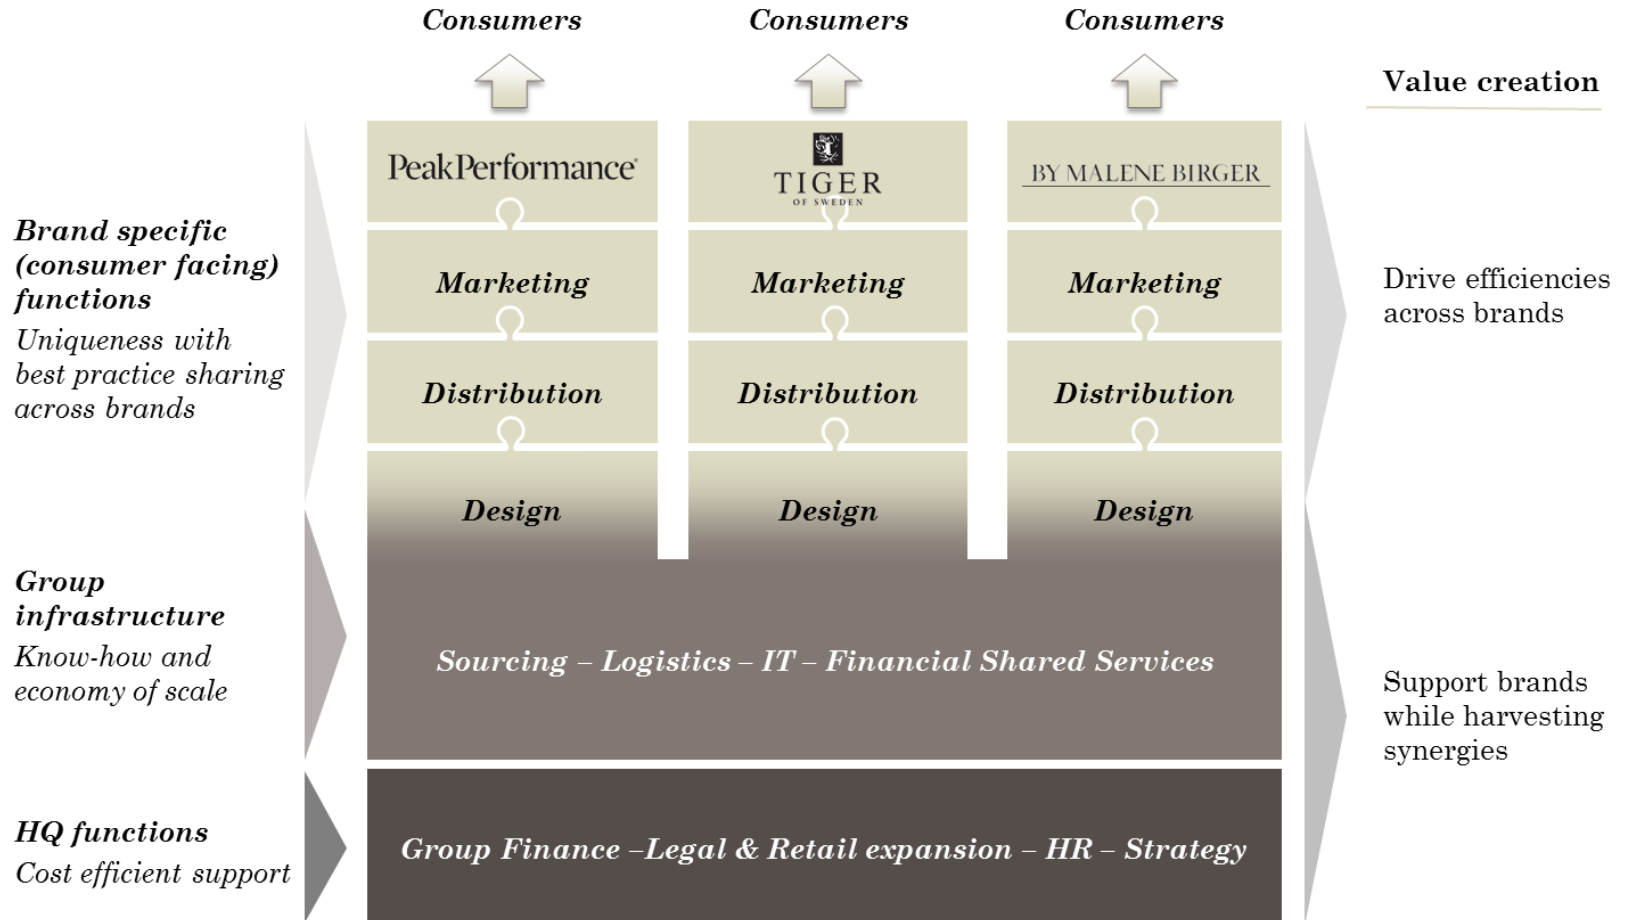 Consumers
Consumers
Consumers
Value creation
PeakPerformance®
TIGER
OF SWEDEN
BY MALENE BIRGER
Brand specific
(consumer facing)
functions
Uniqueness with
best practice sharing
across brands
Marketing
Marketing
Marketing
Drive efficiencies
across brands
Distribution
Distribution
Distribution
Design
Design
Design
Group
infrastructure
Know-how and
economy of scale
Sourcing – Logistics – IT – Financial Shared Services
Support brands
while harvesting
synergies
HQ functions
Cost efficient support
Group Finance –Legal & Retail expansion – HR – Strategy